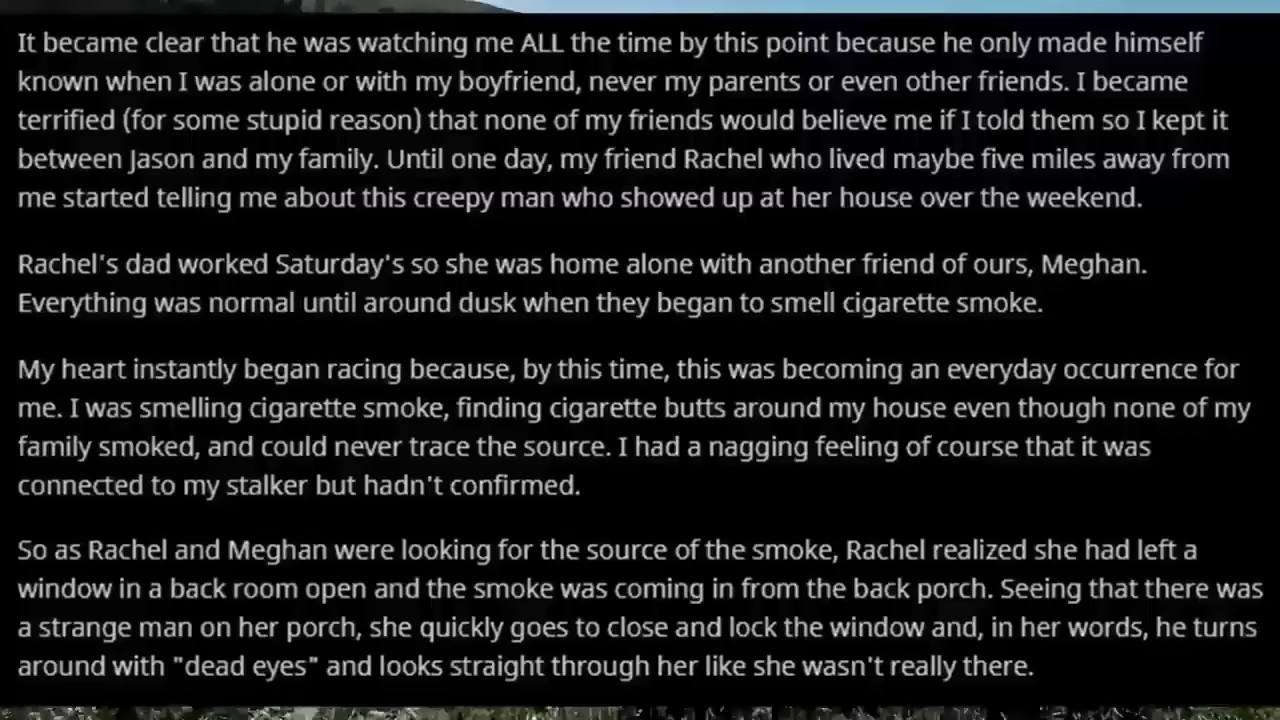 It became clear that he was watching me ALL the time by this point because he only made himself
known when I was alone or with my boyfriend, never my parents or even other friends. I became
terrified (for some stupid reason) that none of my friends would believe me if I told them so I kept it
between Jason and my family. Until one day, my friend Rachel who lived maybe five miles away from
me started telling me about this creepy man who showed up at her house over the weekend.
Rachel's dad worked Saturday's so she was home alone with another friend of ours, Meghan.
Everything was normal until around dusk when they began to smell cigarette smoke.
My heart instantly began racing because, by this time, this was becoming an everyday occurrence for
me. I was smelling cigarette smoke, finding cigarette butts around my house even though none of my
family smoked, and could never trace the source. I had a nagging feeling of course that it was
connected to my stalker but hadn't confirmed.
So as Rachel and Meghan were looking for the source of the smoke, Rachel realized she had left a
window in a back room open and the smoke was coming in from the back porch. Seeing that there was
a strange man on her porch, she quickly goes to close and lock the window and, in her words, he turns
around with "dead eyes" and looks straight through her like she wasn't really there.